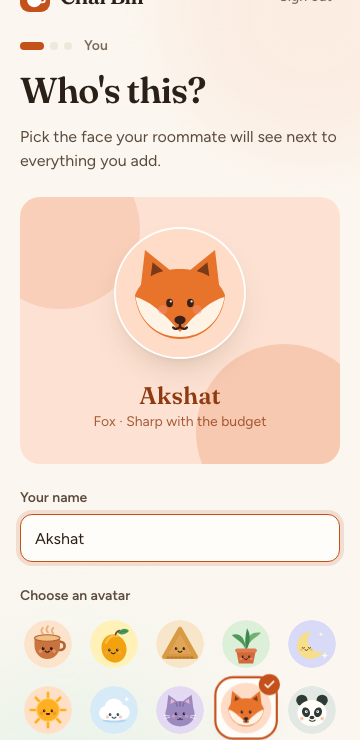 You
Who's this?
Pick the face your roommate will see next to
everything you add.
Akshat
Fox · Sharp with the budget
Your name
Akshat
Choose an avatar